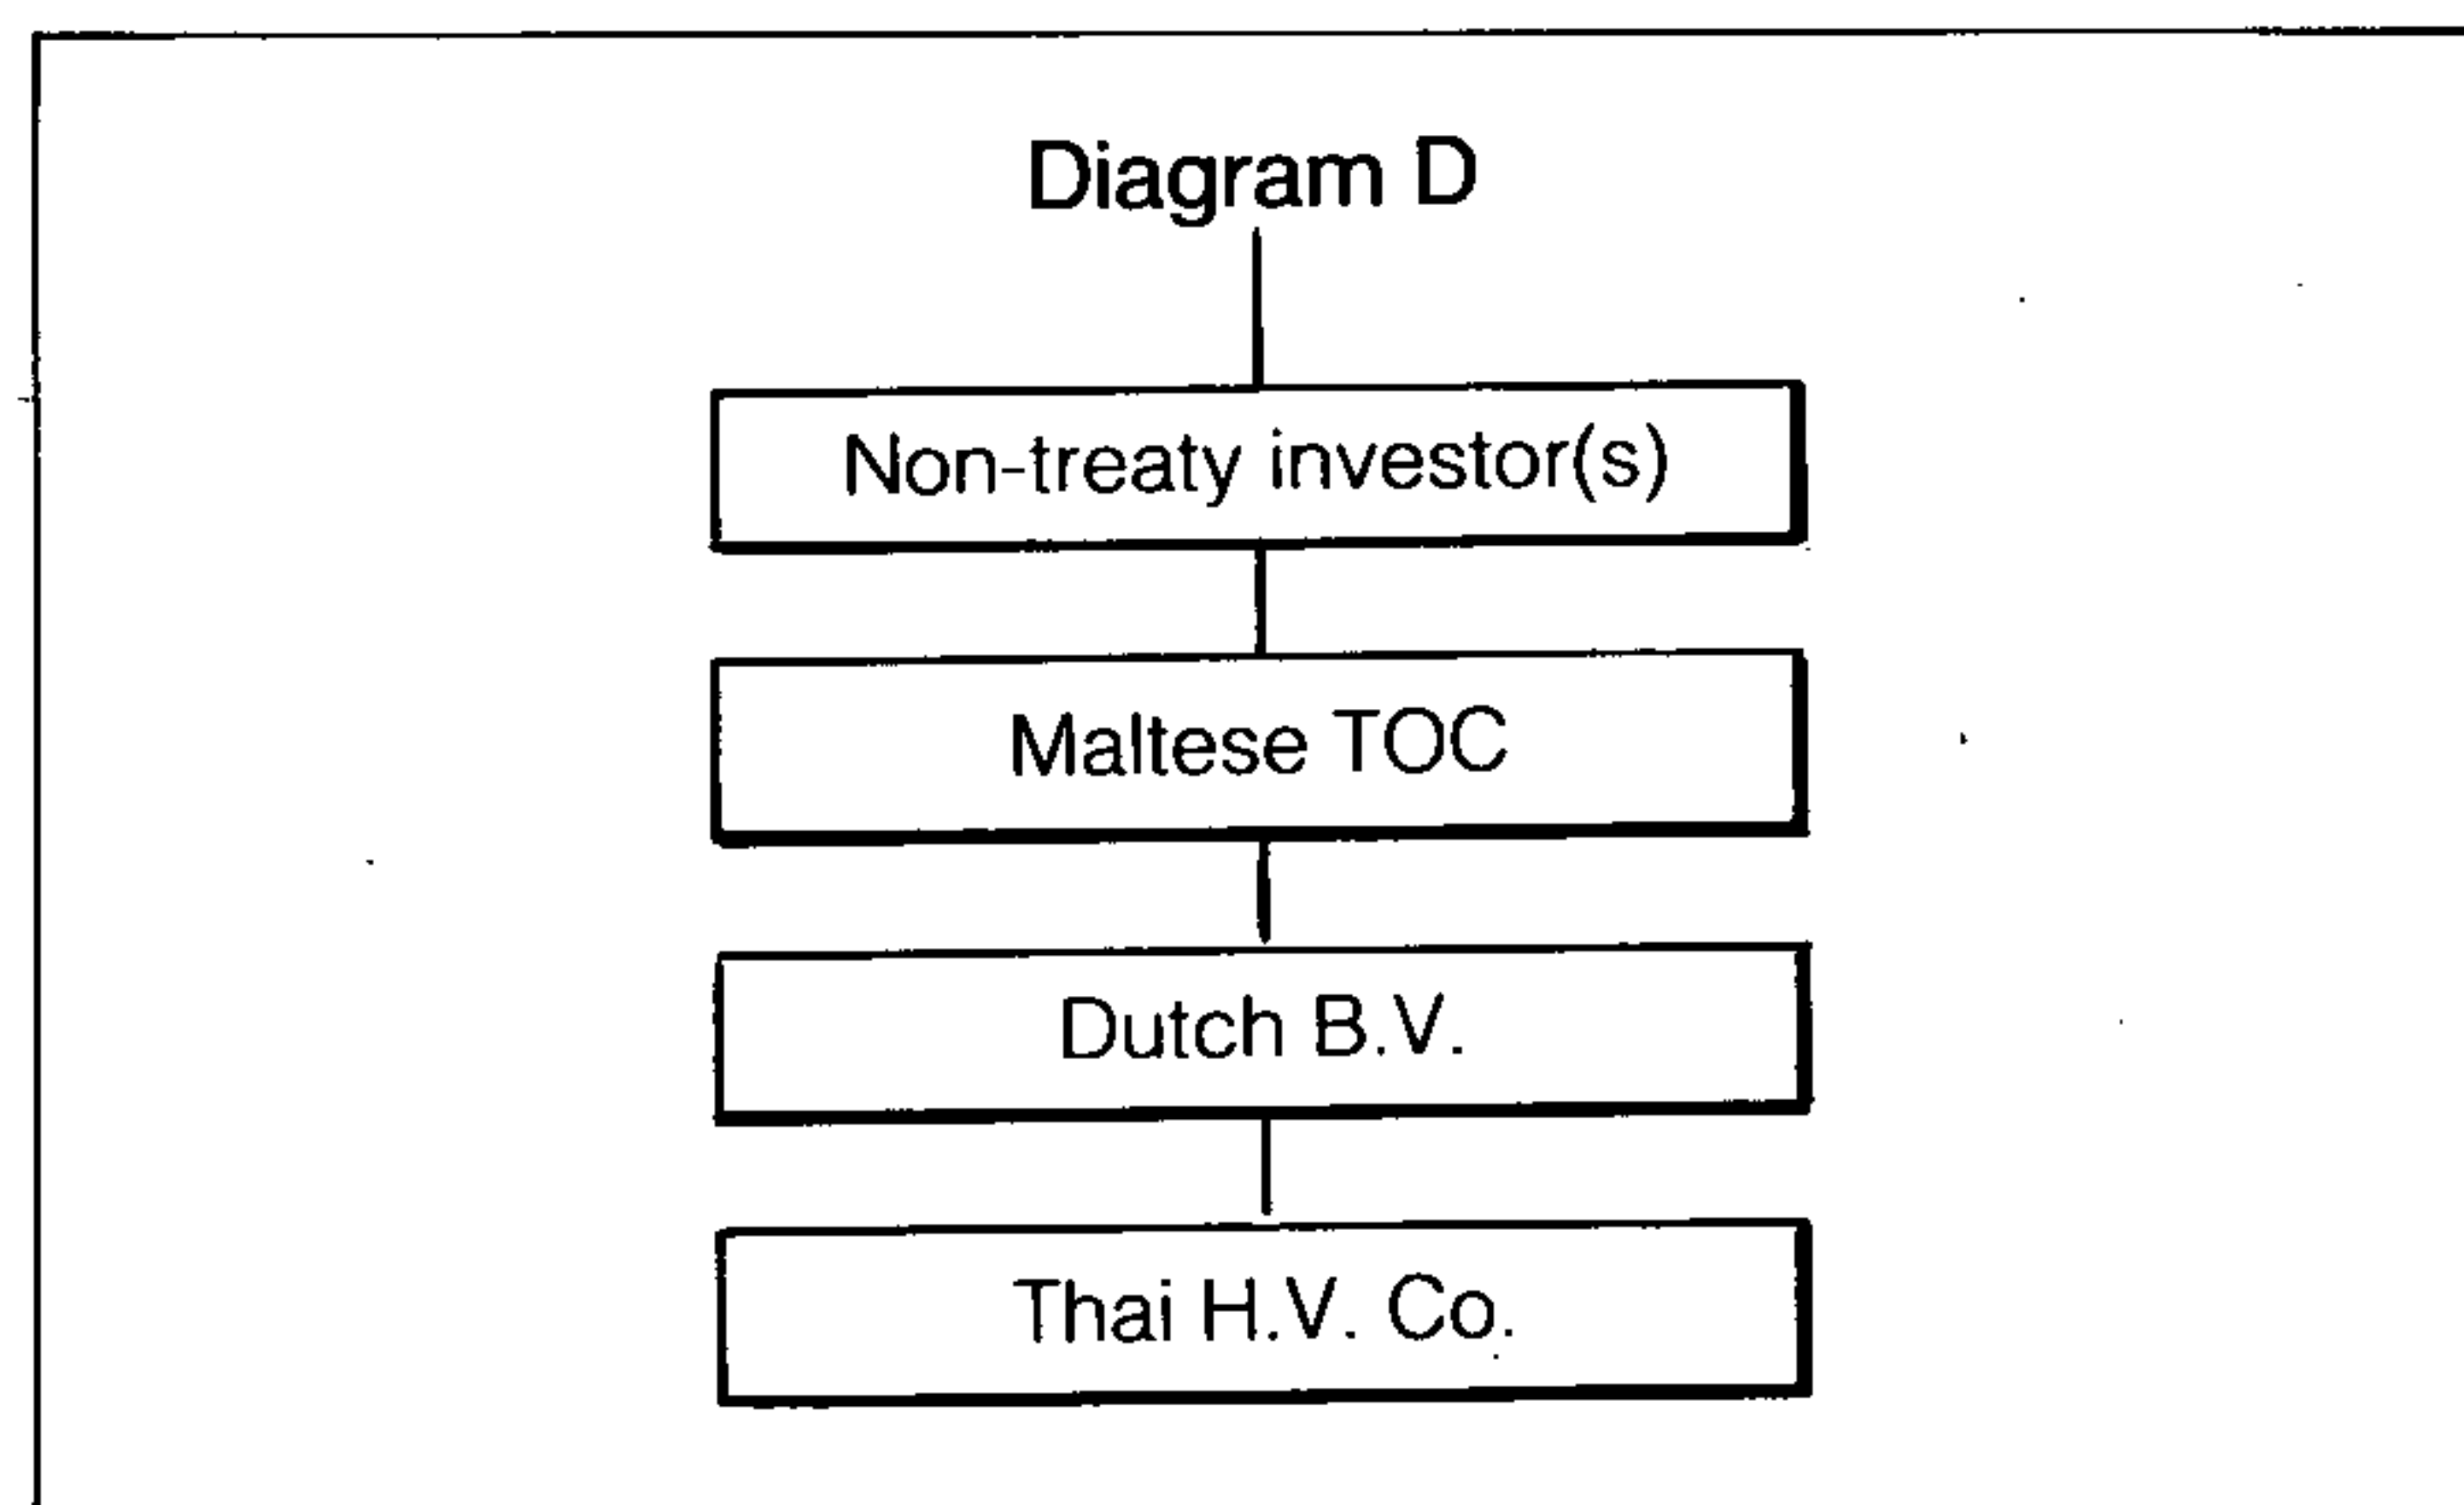 Diagram D
Non-treaty investor(s)
Maltese TOC
Dutch B.V.
Thai H.V. Co.